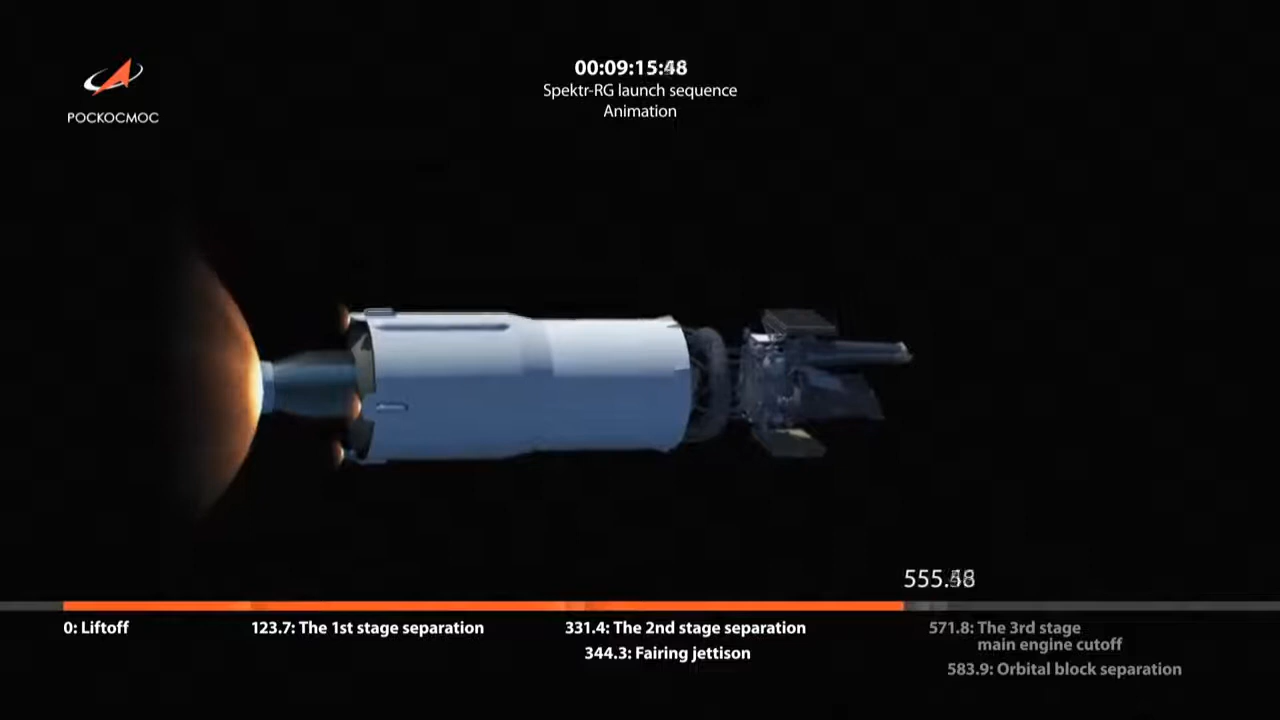 00:09:15:48
Spektr-RG launch sequence
Animation
РОСКОСМОС
555.48
0: Liftoff
123.7: The 1st stage separation
331.4: The 2nd stage separation
344.3: Fairing jettison
571.8: The 3rd stage
main engine cutoff
583.9: Orbital block separation